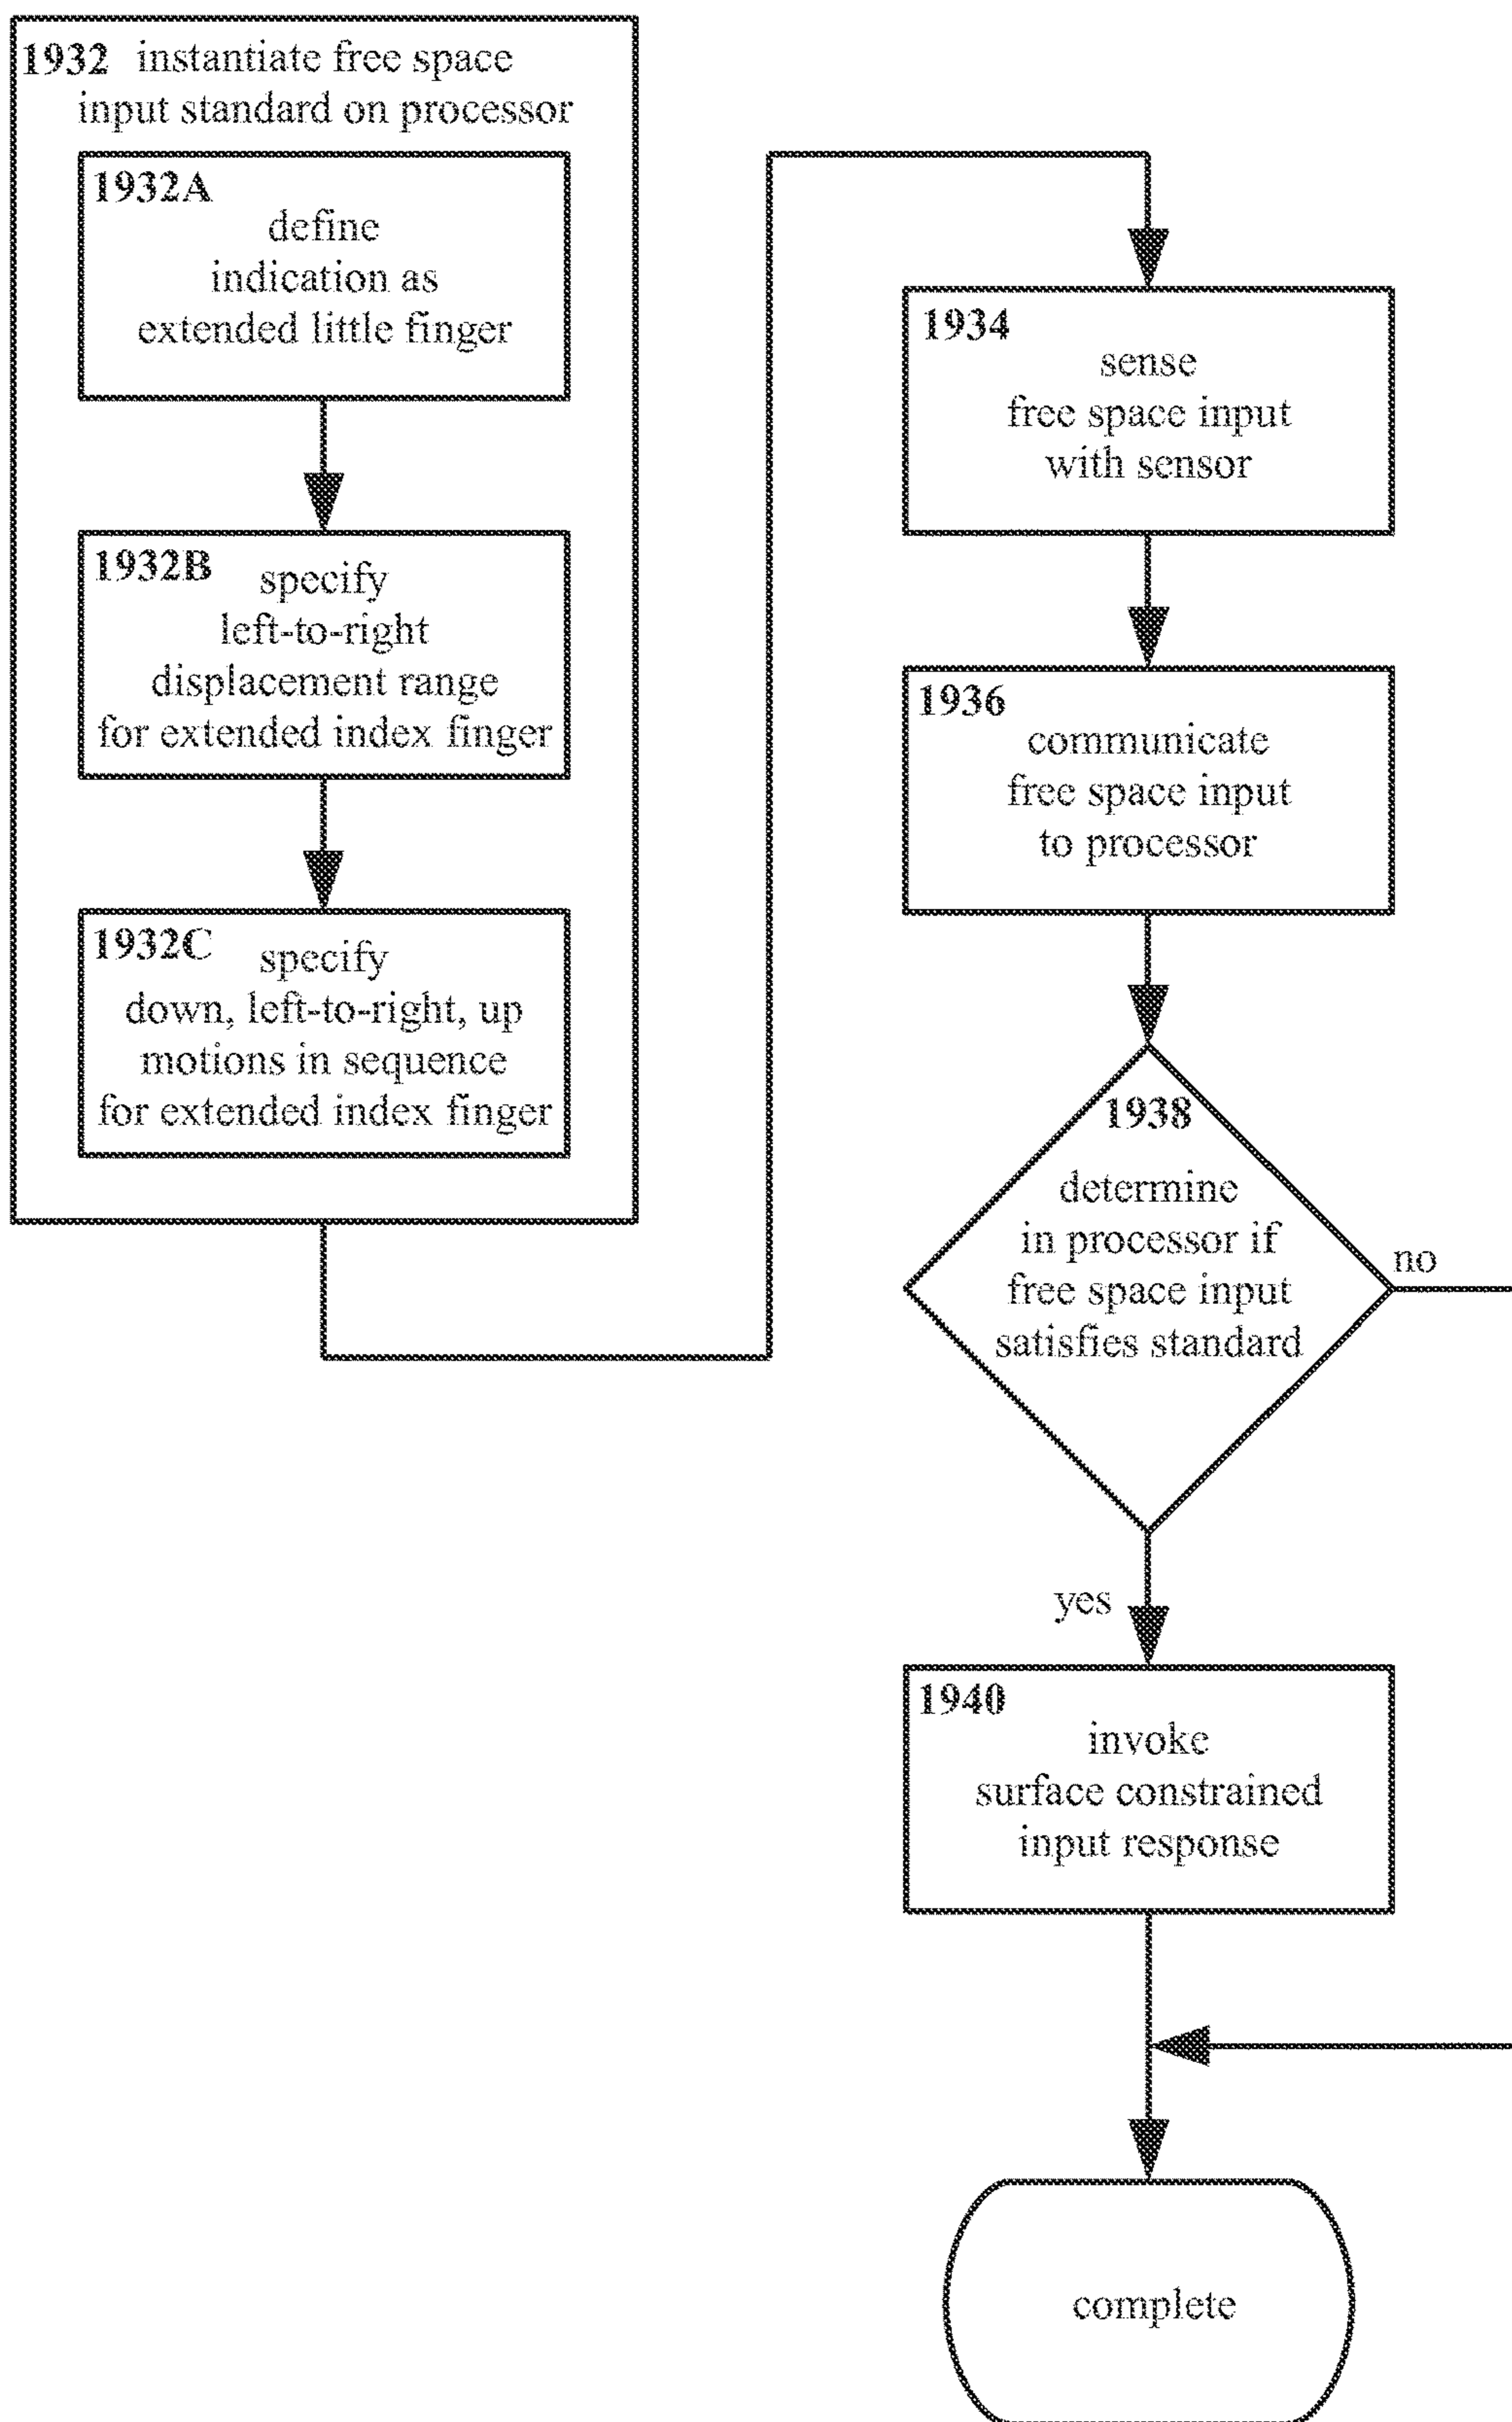 1932 instantiate free space
input standard on processor
1932A
define
indication as
extended little finger
1932B specify
left-to-right
displacement range
for extended index finger
1932C specify
down, left-to-right, up
motions in sequence
for extended index finger
1934
sense
free space input
with sensor
1936
communicate
free space input
to processor
1938
determine
in processor if
free space input
satisfies standard
no
yes
1940
invoke
surface constrained
input response
complete